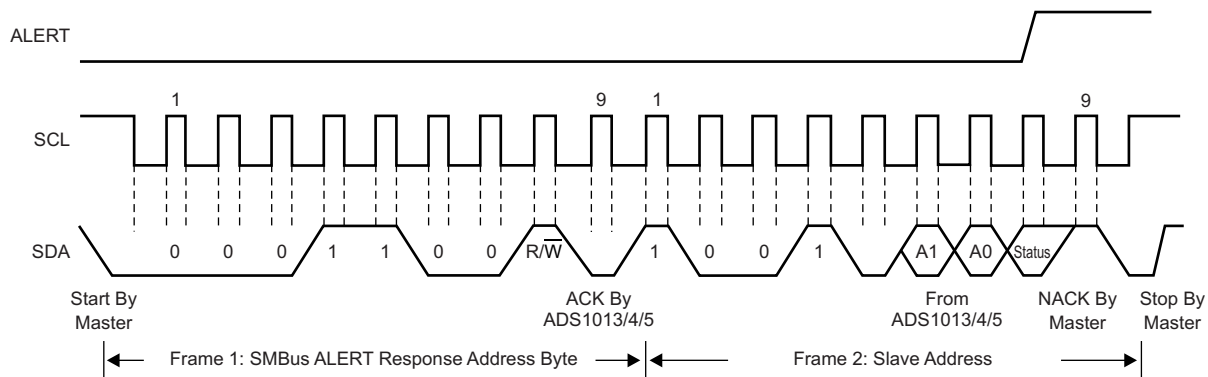 ALERT
1 9 1 9
SCL
SDA 0 0 0 1 1 0 0 R/W̅ 1 0 0 1 A1 A0 Status
Start By
Master
ACK By
ADS1013/4/5
From
ADS1013/4/5
NACK By
Master
Stop By
Master
Frame 1: SMBus ALERT Response Address Byte
Frame 2: Slave Address